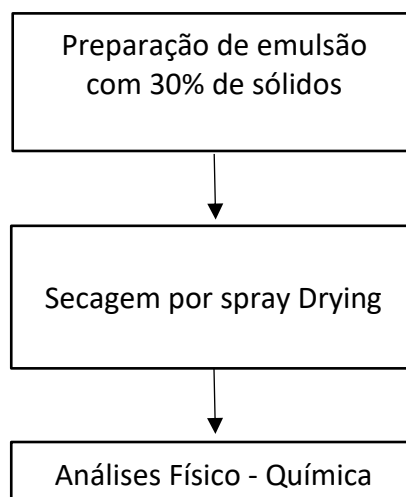 Preparação de emulsão
com 30% de sólidos
Secagem por spray Drying
Análises Físico - Química